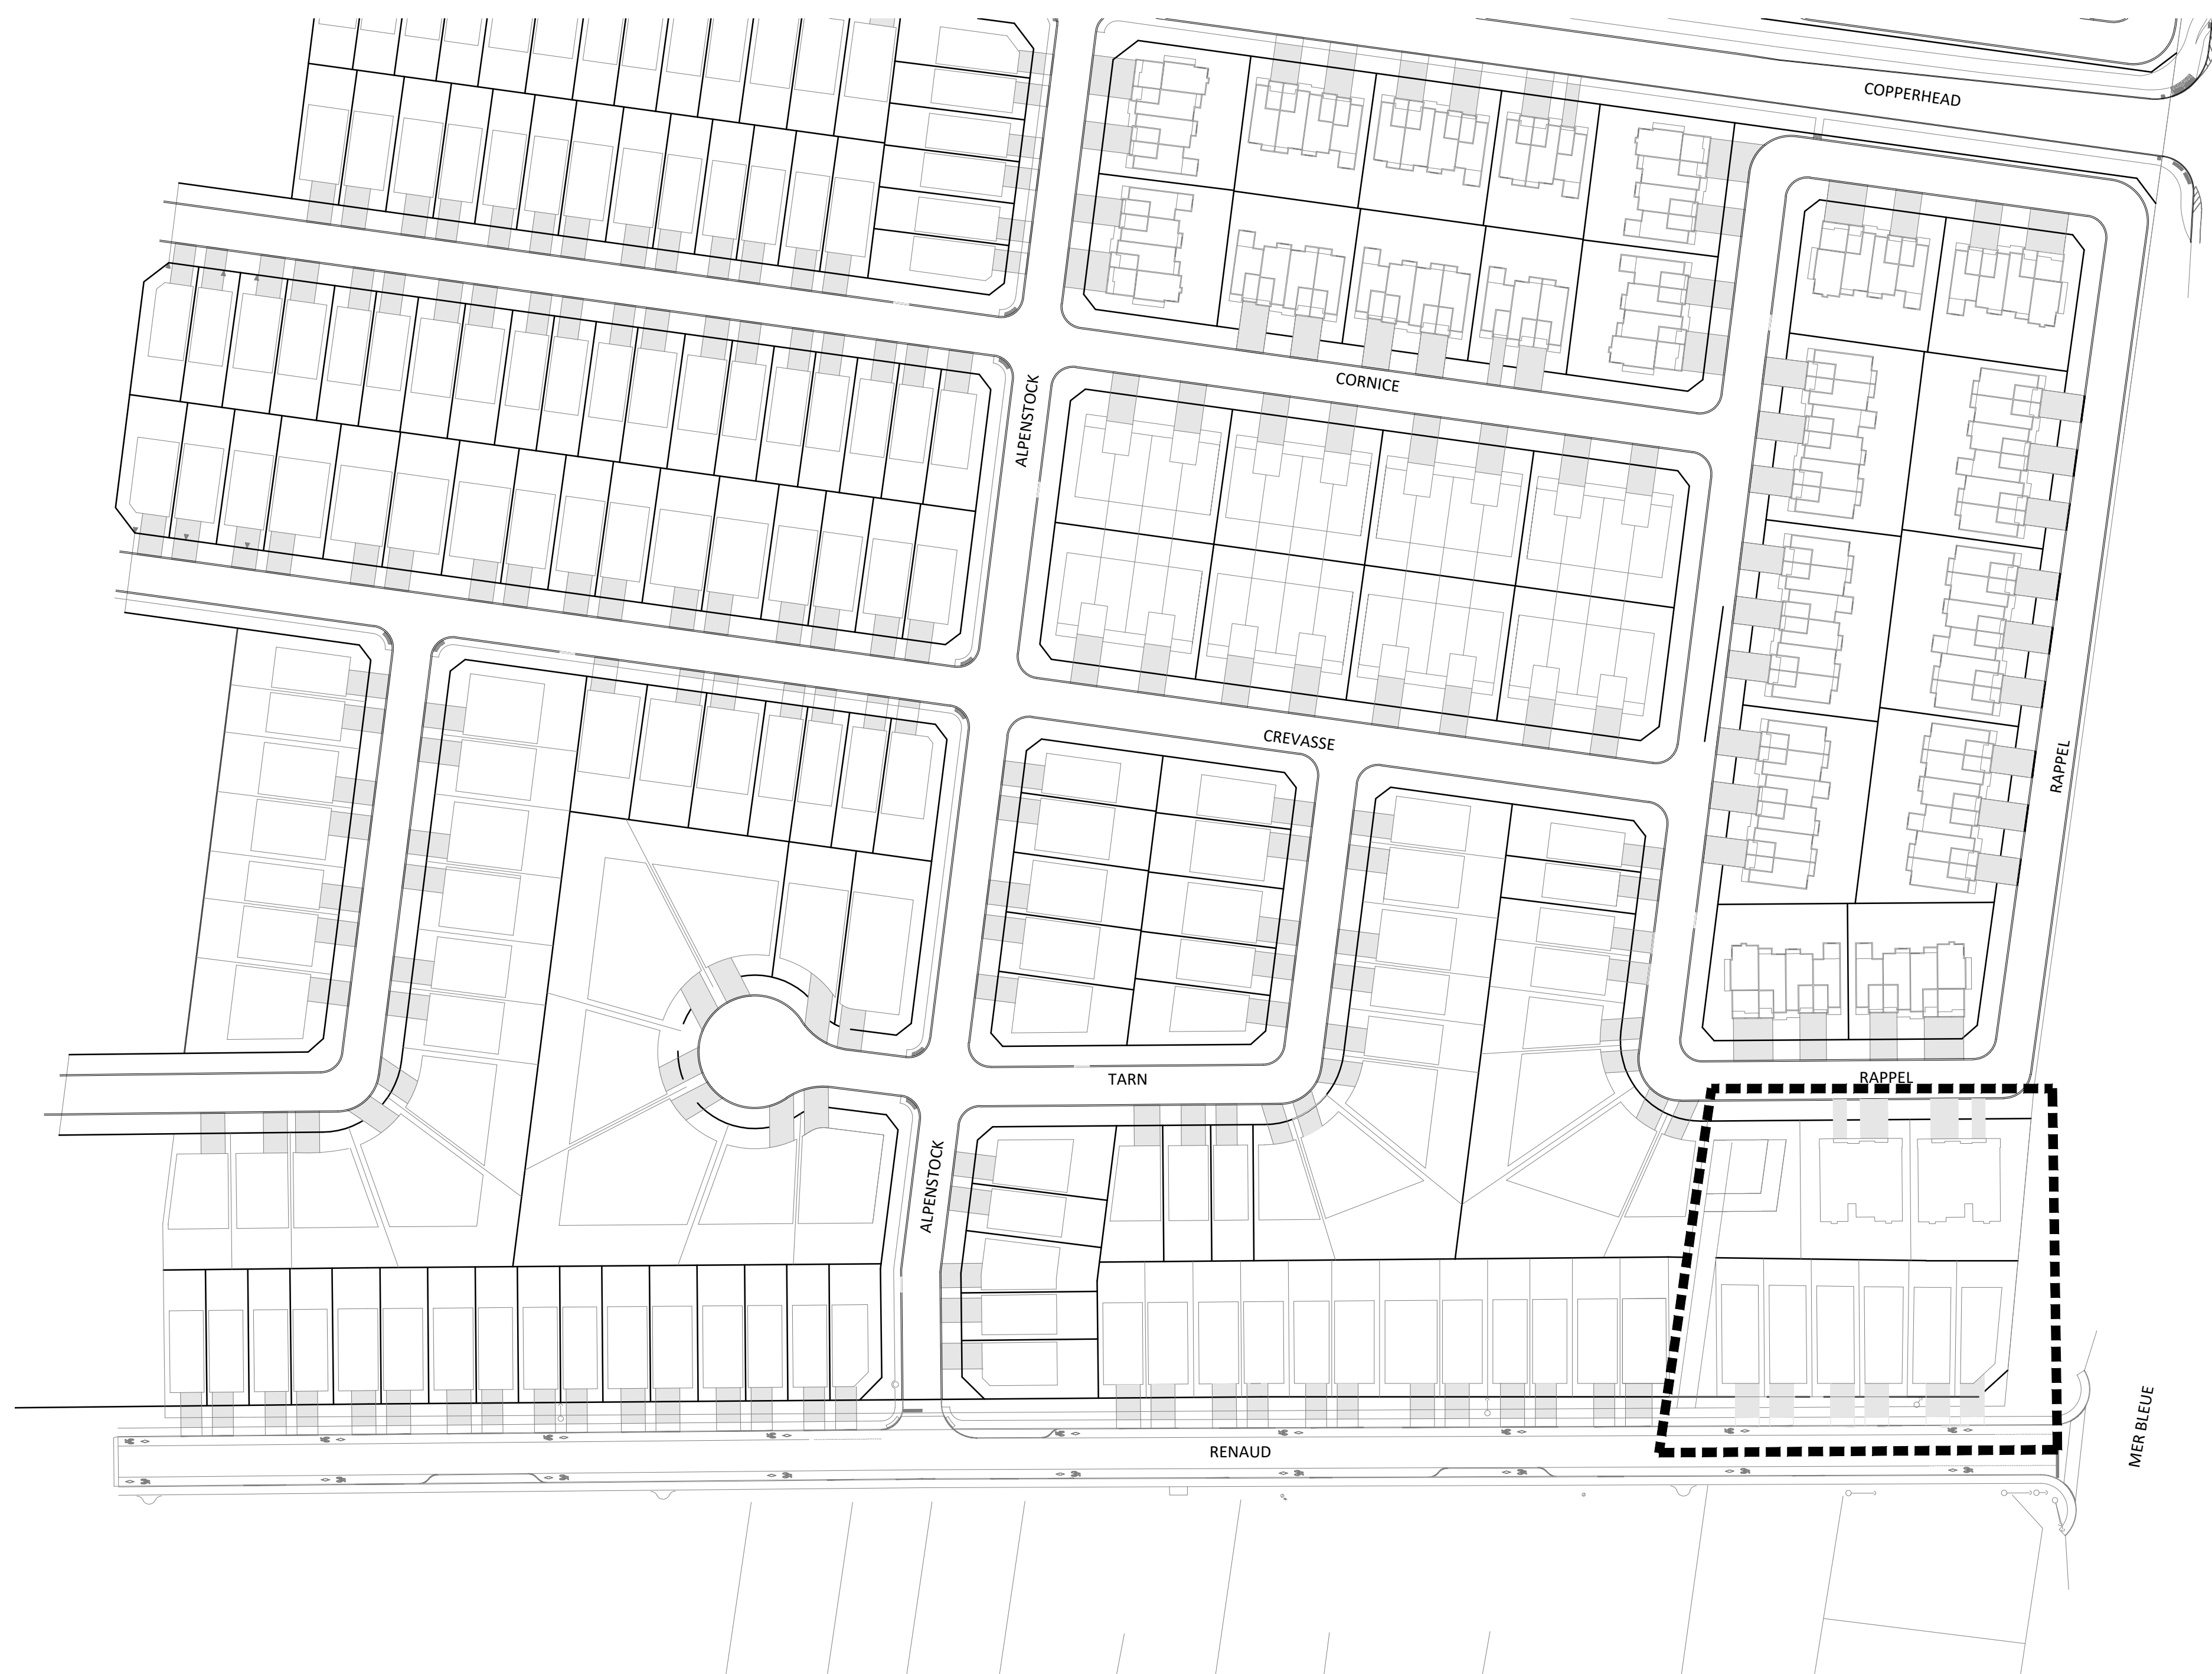 COPPERHEAD
CORNICE
ALPENSTOCK
CREVASSE
RAPPEL
TARN
RAPPEL
ALPENSTOCK
RENAUD
MER BLEUE